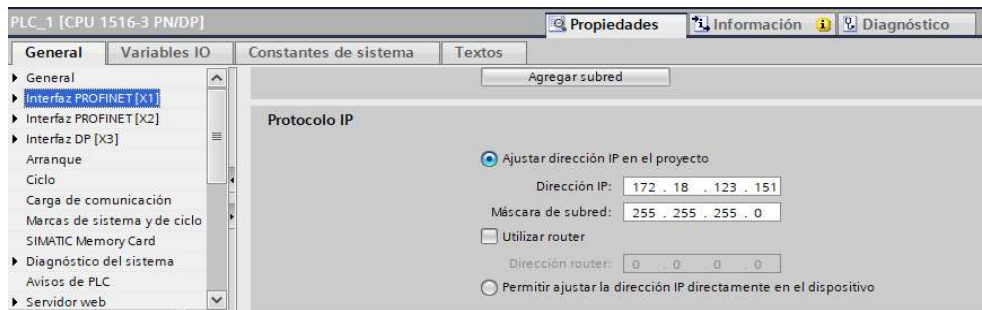 PLC_1 [CPU 1516-3 PN/DP]
Propiedades
Información
Diagnóstico
General
Variables IO
Constantes de sistema
Textos
General
Interfaz PROFINET [X1]
Interfaz PROFINET [X2]
Interfaz DP [X3]
Arranque
Ciclo
Carga de comunicación
Marcas de sistema y de ciclo
SIMATIC Memory Card
Diagnóstico del sistema
Avisos de PLC
Servidor web
Agregar subred
Protocolo IP
Ajustar dirección IP en el proyecto
Dirección IP: 172 . 18 . 123 . 151
Máscara de subred: 255 . 255 . 255 . 0
Utilizar router
Dirección router: 0 . 0 . 0 . 0
Permitir ajustar la dirección IP directamente en el dispositivo